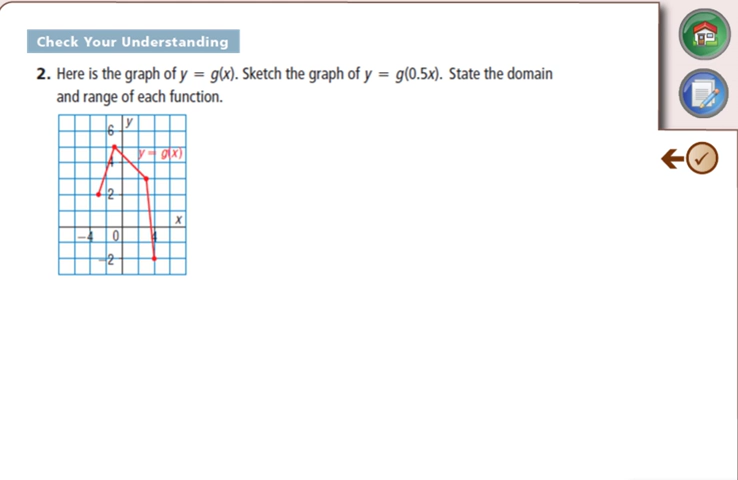 Check Your Understanding
2. Here is the graph of y = g(x). Sketch the graph of y = g(0.5x). State the domain
and range of each function.
6 y
4 y = g(x)
2
x
−4 0 4
−2